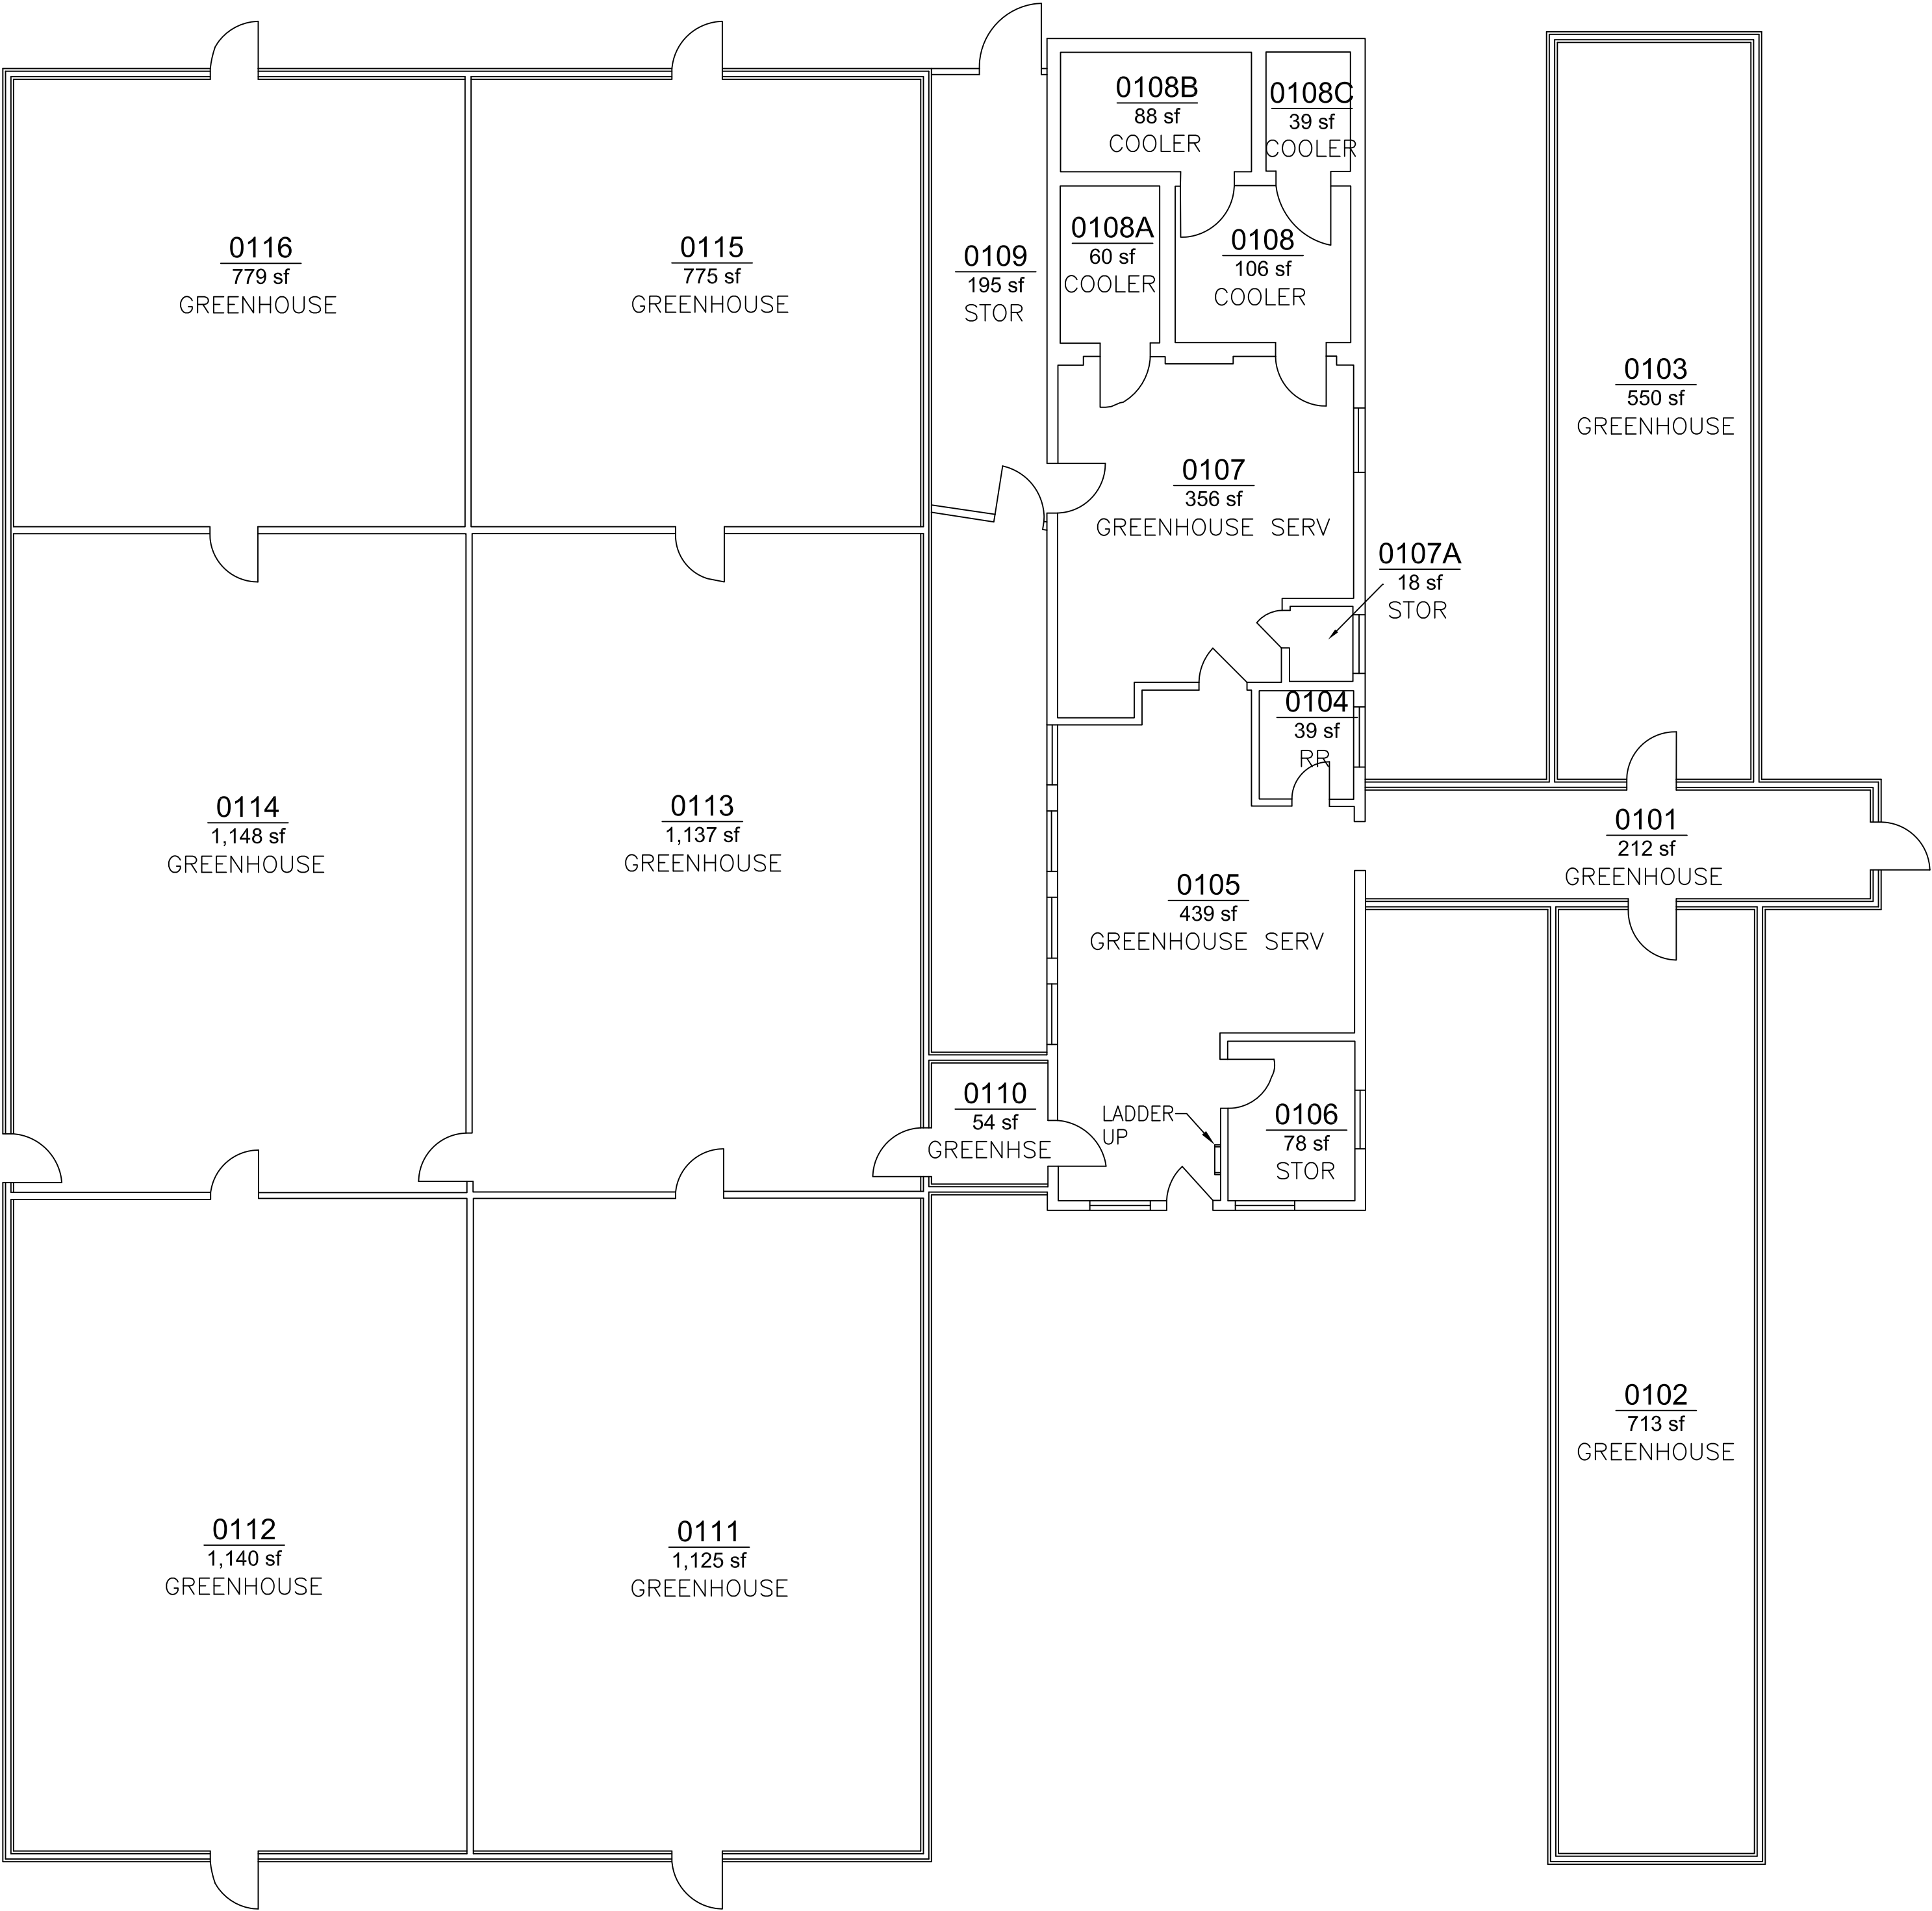 0108B
88 sf
COOLER
0108C
39 sf
COOLER
0116
779 sf
GREENHOUSE
0115
775 sf
GREENHOUSE
0109
195 sf
STOR
0108A
60 sf
COOLER
0108
106 sf
COOLER
0103
550 sf
GREENHOUSE
0107
356 sf
GREENHOUSE SERV
0107A
18 sf
STOR
0104
39 sf
RR
0114
1,148 sf
GREENHOUSE
0113
1,137 sf
GREENHOUSE
0101
212 sf
GREENHOUSE
0105
439 sf
GREENHOUSE SERV
0110
54 sf
GREENHSE
LADDER
UP
0106
78 sf
STOR
0102
713 sf
GREENHOUSE
0112
1,140 sf
GREENHOUSE
0111
1,125 sf
GREENHOUSE